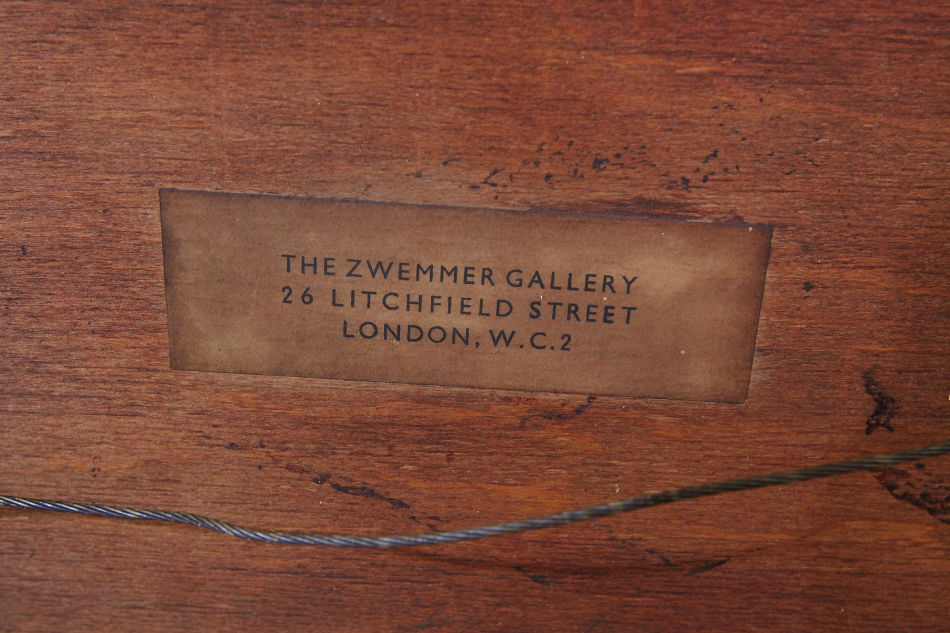 THE ZWEMMER GALLERY
26 LITCHFIELD STREET
LONDON, W.C.2